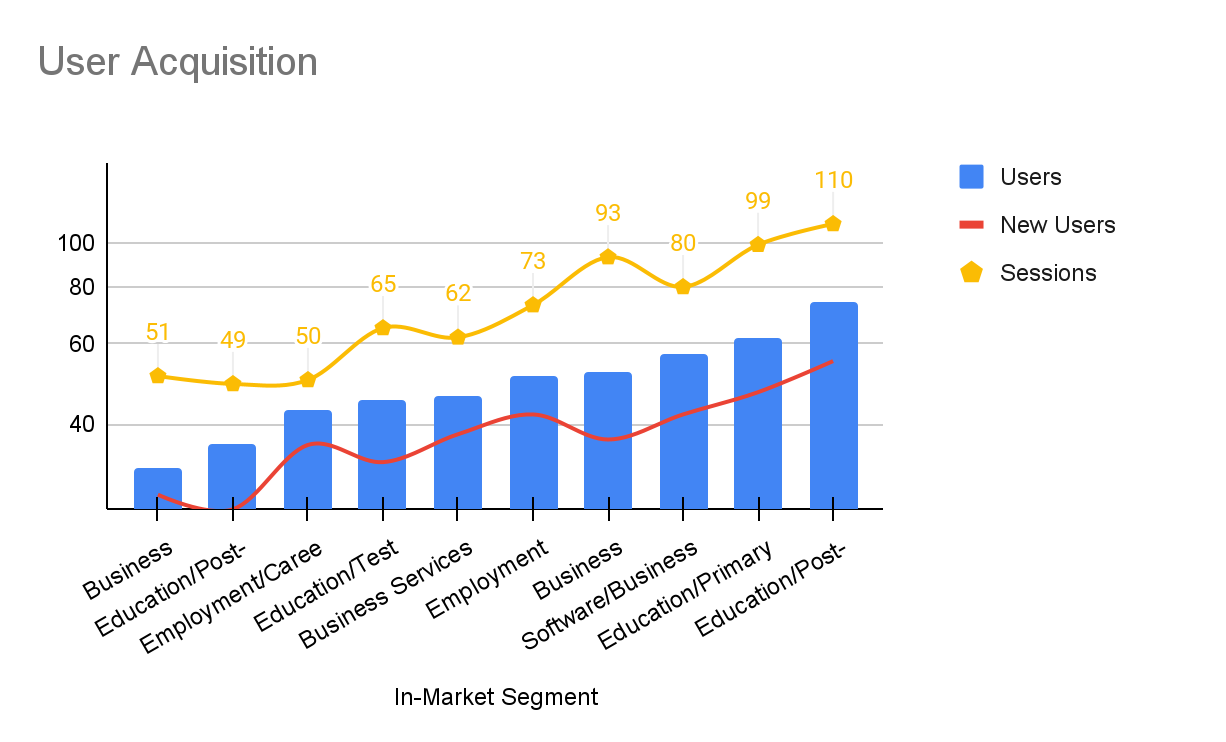 User Acquisition
Users
New Users
Sessions
110
99
93
80
73
65
62
51
49
50
100
80
60
40
Business
Education/Post-
Employment/Caree
Education/Test
Business Services
Employment
Business
Software/Business
Education/Primary
Education/Post-
In-Market Segment